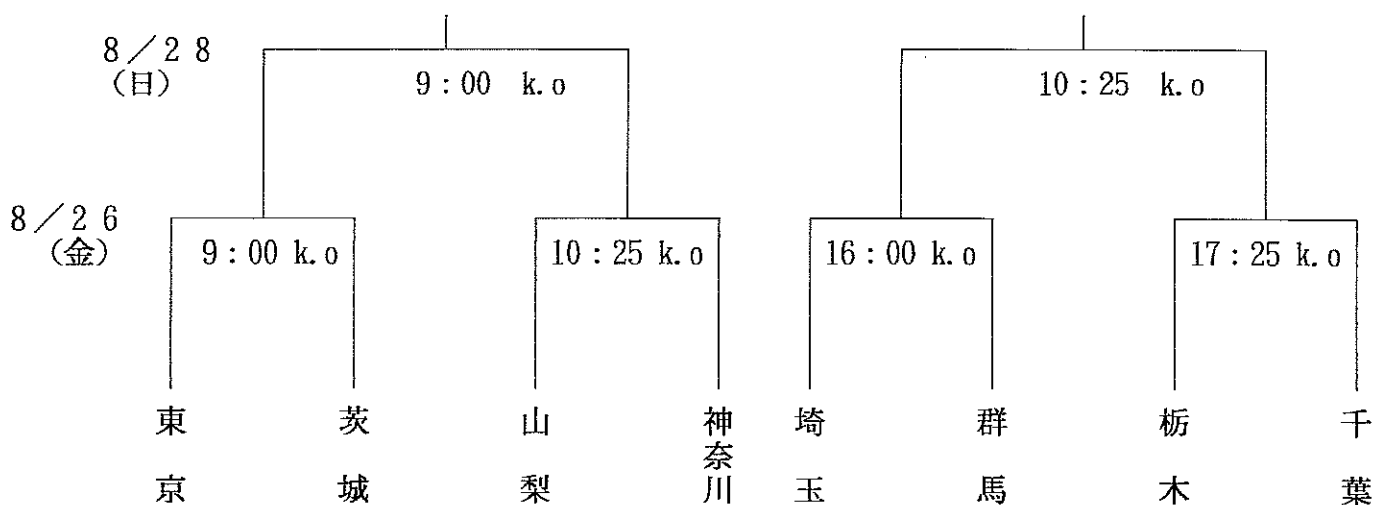 8/28
(日)
9:00 k.o
10:25 k.o
8/26
(金)
9:00 k.o
10:25 k.o
16:00 k.o
17:25 k.o
東京
茨城
山梨
神奈川
埼玉
群馬
栃木
千葉